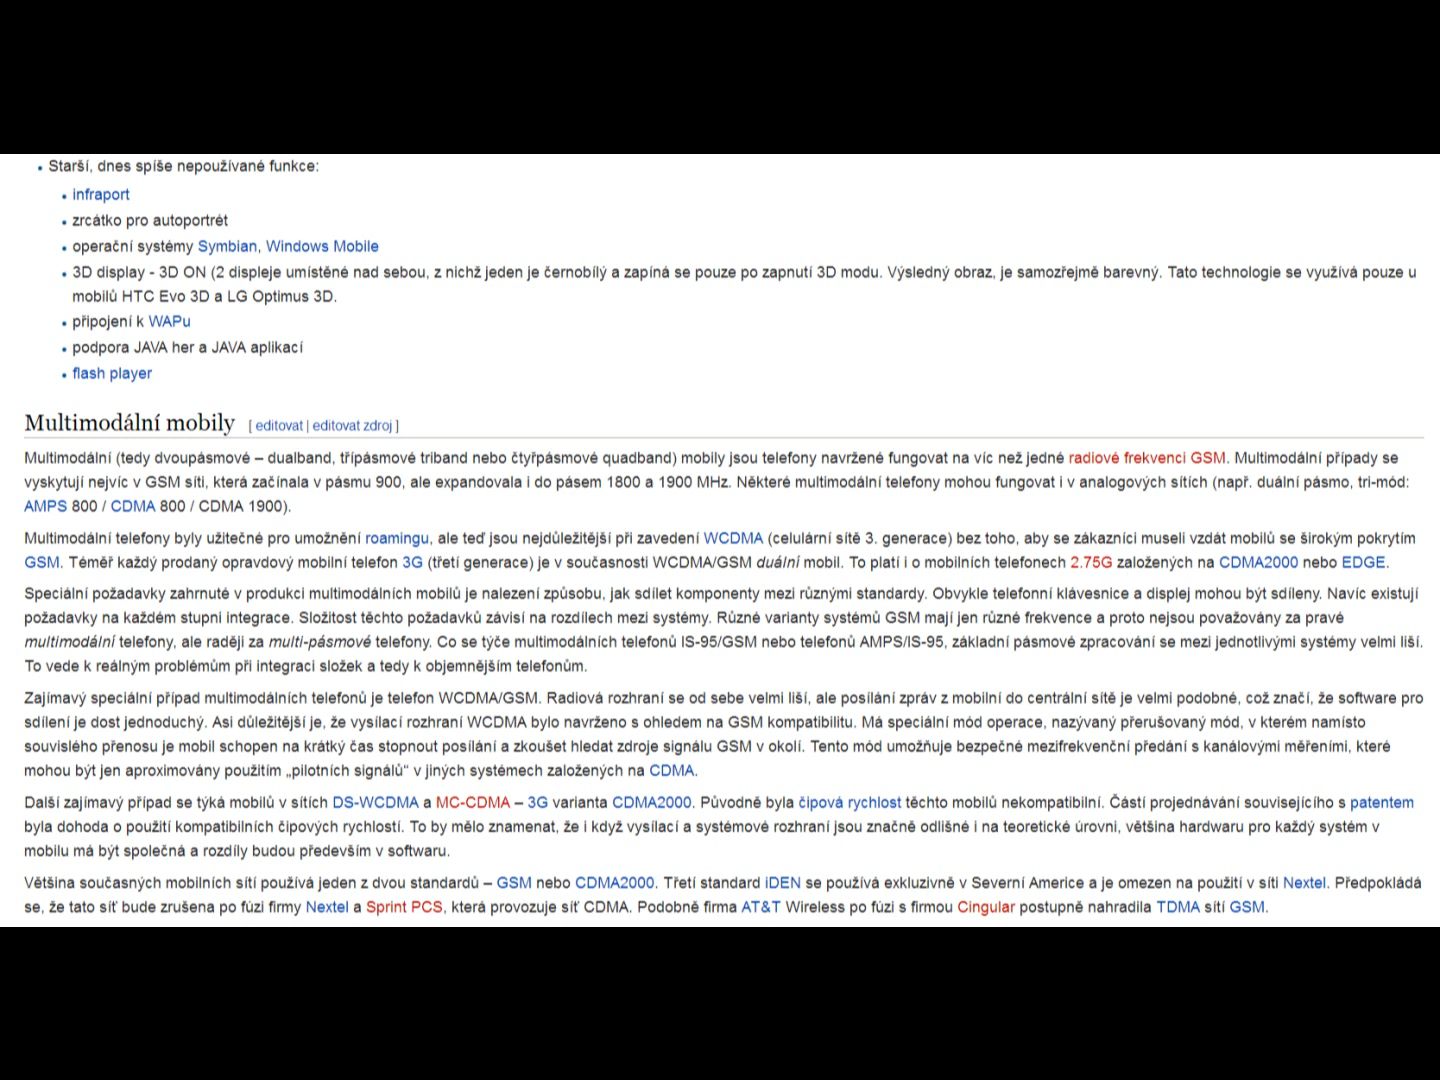 Starší, dnes spíše nepoužívané funkce:
infraport
zrcátko pro autoportrét
operační systémy Symbian, Windows Mobile
3D display - 3D ON (2 displeje umístěné nad sebou, z nichž jeden je černobílý a zapíná se pouze po zapnutí 3D modu. Výsledný obraz, je samozřejmě barevný. Tato technologie se využívá pouze u
mobilů HTC Evo 3D a LG Optimus 3D.
připojení k WAPu
podpora JAVA her a JAVA aplikací
flash player
Multimodální mobily [ editovat | editovat zdroj ]
Multimodální (tedy dvoupásmové – dualband, třípásmové triband nebo čtyřpásmové quadband) mobily jsou telefony navržené fungovat na víc než jedné radiové frekvenci GSM. Multimodální případy se
vyskytují nejvíc v GSM síti, která začínala v pásmu 900, ale expandovala i do pásem 1800 a 1900 MHz. Některé multimodální telefony mohou fungovat i v analogových sítích (např. duální pásmo, tri-mód:
AMPS 800 / CDMA 800 / CDMA 1900).
Multimodální telefony byly užitečné pro umožnění roamingu, ale teď jsou nejdůležitější při zavedení WCDMA (celulární sítě 3. generace) bez toho, aby se zákazníci museli vzdát mobilů se širokým pokrytím
GSM. Téměř každý prodaný opravdový mobilní telefon 3G (třetí generace) je v současnosti WCDMA/GSM duální mobil. To platí i o mobilních telefonech 2.75G založených na CDMA2000 nebo EDGE.
Speciální požadavky zahrnuté v produkci multimodálních mobilů je nalezení způsobu, jak sdílet komponenty mezi různými standardy. Obvykle telefonní klávesnice a displej mohou být sdíleny. Navíc existují
požadavky na každém stupni integrace. Složitost těchto požadavků závisí na rozdílech mezi systémy. Různé varianty systémů GSM mají jen různé frekvence a proto nejsou považovány za pravé
multimodální telefony, ale raději za multi-pásmové telefony. Co se týče multimodálních telefonů IS-95/GSM nebo telefonů AMPS/IS-95, základní pásmové zpracování se mezi jednotlivými systémy velmi liší.
To vede k reálným problémům při integraci složek a tedy k objemnějším telefonům.
Zajímavý speciální případ multimodálních telefonů je telefon WCDMA/GSM. Radiová rozhraní se od sebe velmi liší, ale posílání zpráv z mobilní do centrální sítě je velmi podobné, což značí, že software pro
sdílení je dost jednoduchý. Asi důležitější je, že vysílací rozhraní WCDMA bylo navrženo s ohledem na GSM kompatibilitu. Má speciální mód operace, nazývaný přerušovaný mód, v kterém namísto
souvislého přenosu je mobil schopen na krátký čas stopnout posílání a zkoušet hledat zdroje signálu GSM v okolí. Tento mód umožňuje bezpečné mezifrekvenční předání s kanálovými měřeními, které
mohou být jen aproximovány použitím „pilotních signálů“ v jiných systémech založených na CDMA.
Další zajímavý případ se týká mobilů v sítích DS-WCDMA a MC-CDMA – 3G varianta CDMA2000. Původně byla čipová rychlost těchto mobilů nekompatibilní. Částí projednávání souvisejícího s patentem
byla dohoda o použití kompatibilních čipových rychlostí. To by mělo znamenat, že i když vysílací a systémové rozhraní jsou značně odlišné i na teoretické úrovni, většina hardwaru pro každý systém v
mobilu má být společná a rozdíly budou především v softwaru.
Většina současných mobilních sítí používá jeden z dvou standardů – GSM nebo CDMA2000. Třetí standard iDEN se používá exkluzivně v Severní Americe a je omezen na použití v síti Nextel. Předpokládá
se, že tato síť bude zrušena po fúzi firmy Nextel a Sprint PCS, která provozuje síť CDMA. Podobně firma AT&T Wireless po fúzi s firmou Cingular postupně nahradila TDMA sítí GSM.